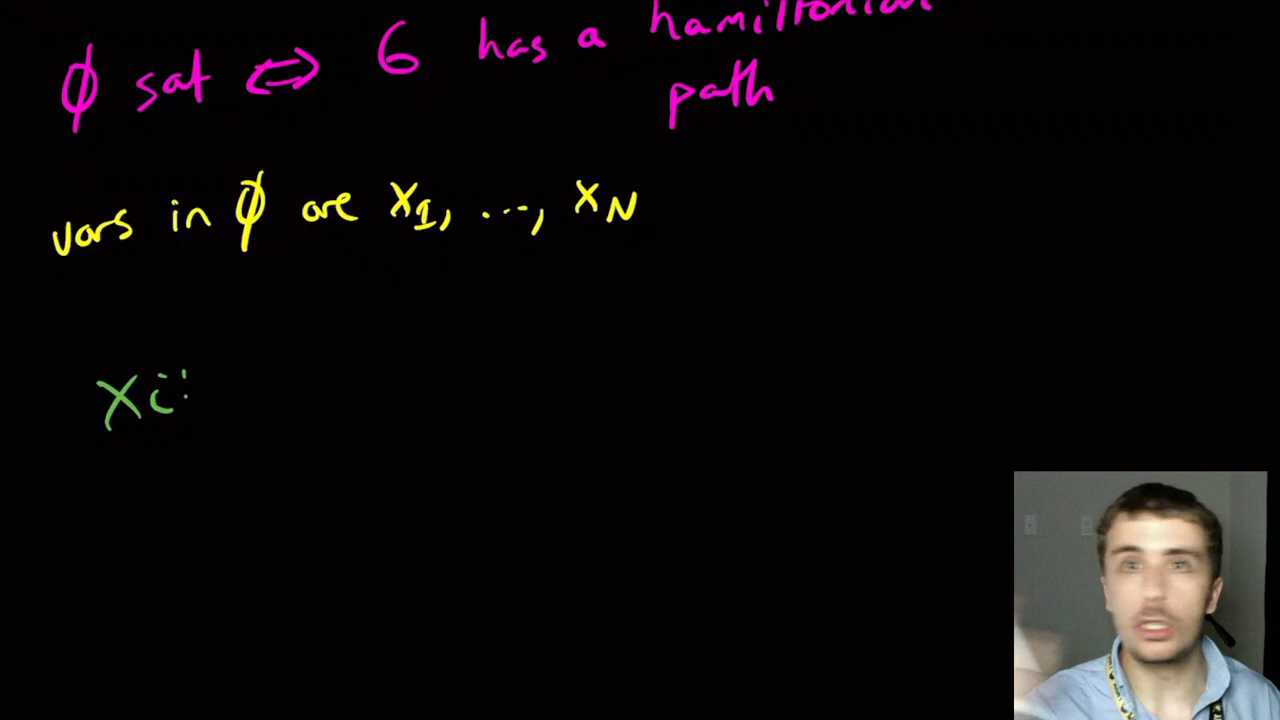 ϕ sat ⇔ G has a hamiltonian
path
vars in ϕ are x₁, ..., x_N
xᵢ: